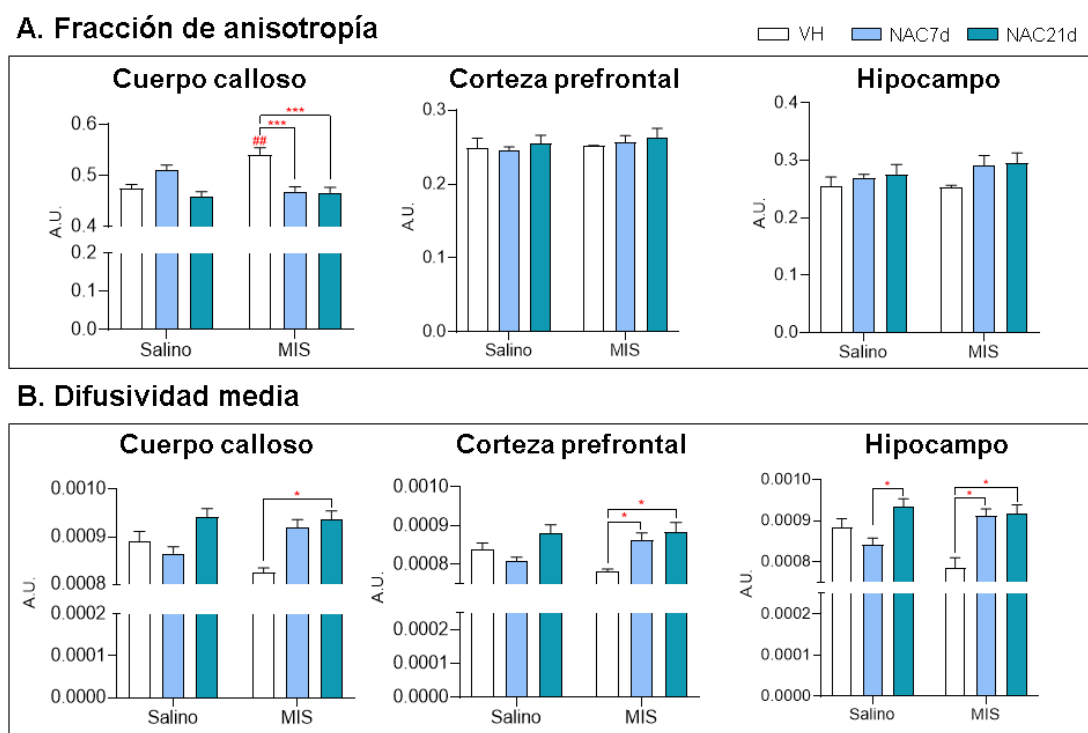 A. Fracción de anisotropía
VH NAC7d NAC21d
Cuerpo calloso
0.6
0.5
0.4
0.2
0.1
0.0
A.U.
##
***
***
Salino MIS
Corteza prefrontal
0.3
0.2
0.1
0.0
A.U.
Salino MIS
Hipocampo
0.4
0.3
0.2
0.1
0.0
A.U.
Salino MIS
B. Difusividad media
Cuerpo calloso
0.0010
0.0009
0.0008
0.0002
0.0001
0.0000
A.U.
*
Salino MIS
Corteza prefrontal
0.0010
0.0009
0.0008
0.0002
0.0001
0.0000
A.U.
*
*
Salino MIS
Hipocampo
0.0010
0.0009
0.0008
0.0002
0.0001
0.0000
A.U.
*
*
*
Salino MIS